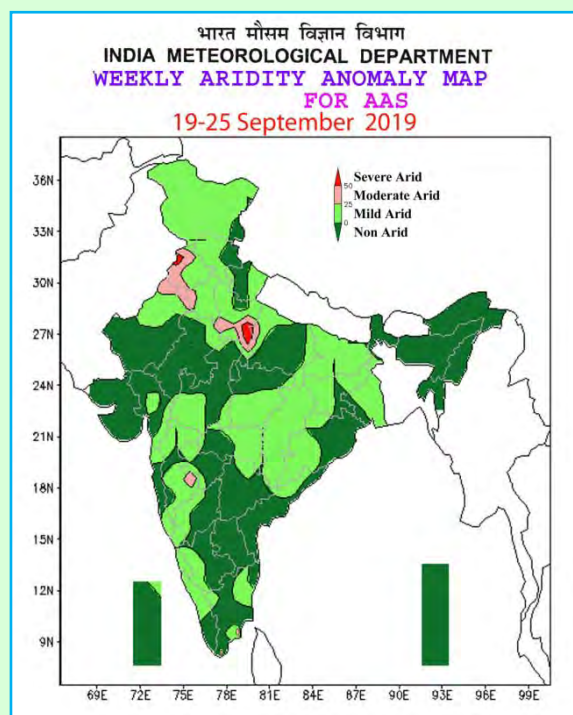 भारत मौसम विज्ञान विभाग
INDIA METEOROLOGICAL DEPARTMENT
WEEKLY ARIDITY ANOMALY MAP
FOR AAS
19-25 September 2019
Severe Arid
50
Moderate Arid
25
Mild Arid
0
Non Arid
36N
33N
30N
27N
24N
21N
18N
15N
12N
9N
69E 72E 75E 78E 81E 84E 87E 90E 93E 96E 99E